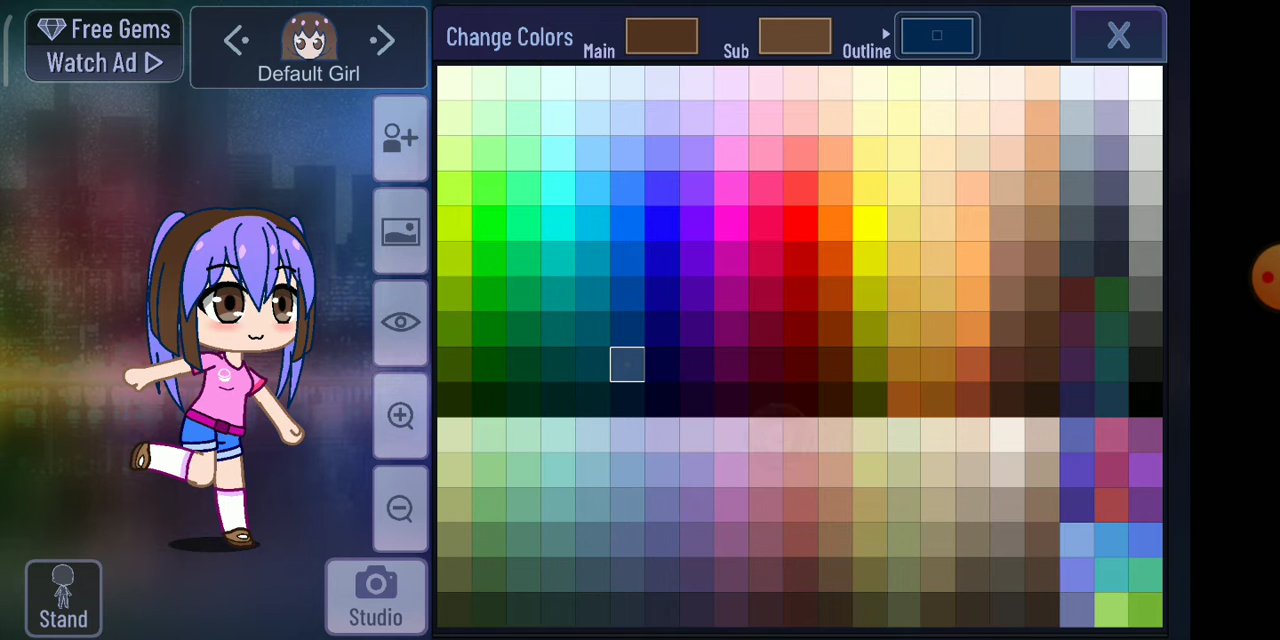 Free Gems
Watch Ad
Default Girl
Change Colors
Main
Sub
Outline
X
Stand
Studio